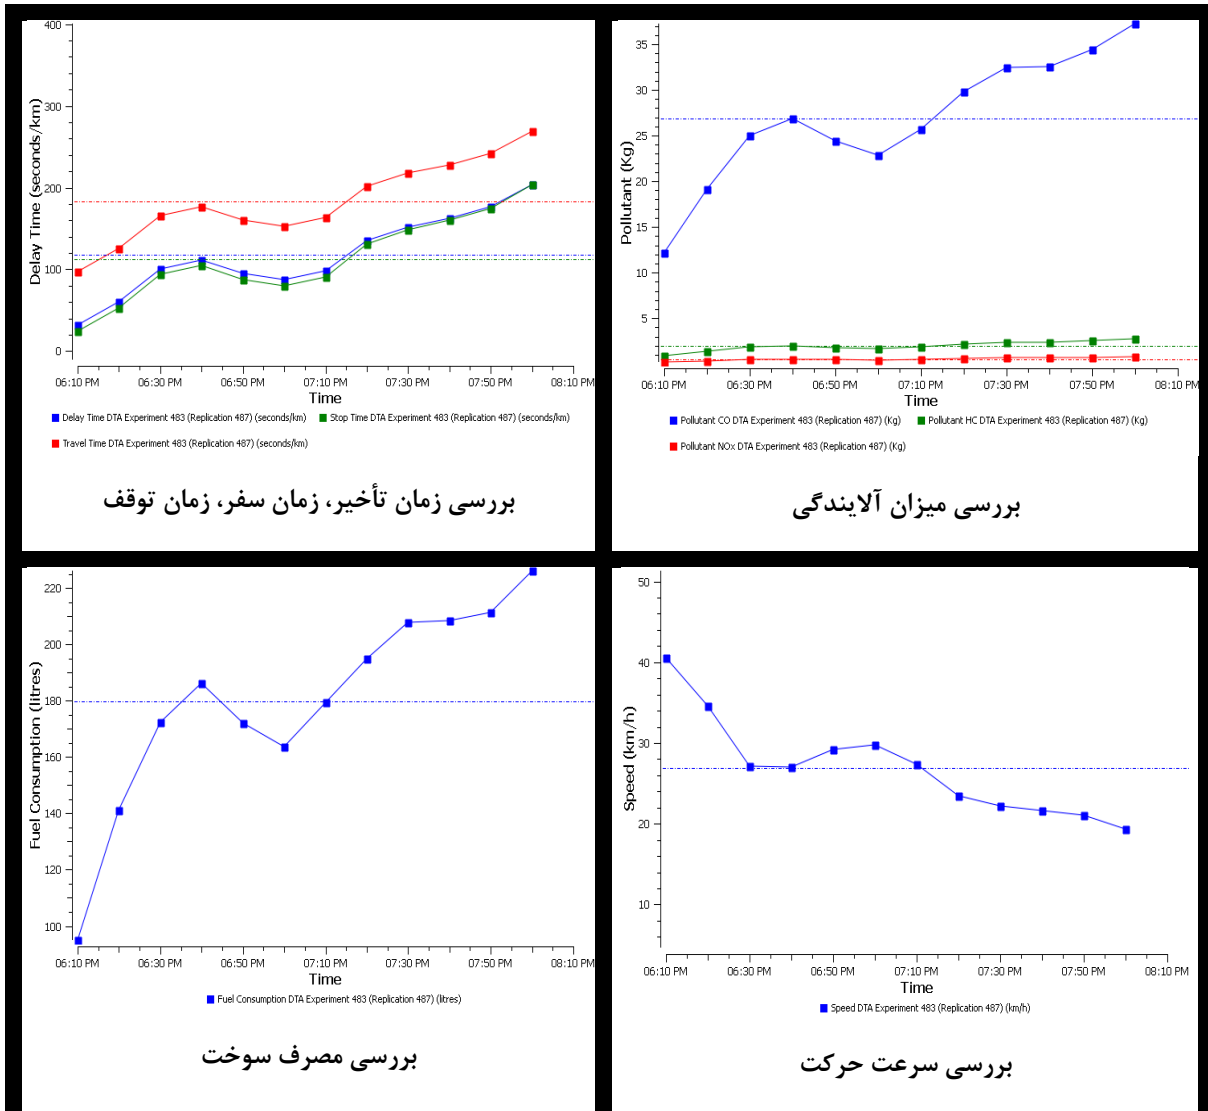 Delay Time (seconds/km)
400
300
200
100
0
06:10 PM 06:30 PM 06:50 PM 07:10 PM 07:30 PM 07:50 PM 08:10 PM
Time
Delay Time DTA Experiment 483 (Replication 487) (seconds/km) Stop Time DTA Experiment 483 (Replication 487) (seconds/km)
Travel Time DTA Experiment 483 (Replication 487) (seconds/km)
بررسی زمان تأخیر، زمان سفر، زمان توقف
Pollutant (Kg)
35
30
25
20
15
10
5
06:10 PM 06:30 PM 06:50 PM 07:10 PM 07:30 PM 07:50 PM 08:10 PM
Time
Pollutant CO DTA Experiment 483 (Replication 487) (Kg) Pollutant HC DTA Experiment 483 (Replication 487) (Kg)
Pollutant NOx DTA Experiment 483 (Replication 487) (Kg)
بررسی میزان آلایندگی
Fuel Consumption (litres)
220
200
180
160
140
120
100
06:10 PM 06:30 PM 06:50 PM 07:10 PM 07:30 PM 07:50 PM 08:10 PM
Time
Fuel Consumption DTA Experiment 483 (Replication 487) (litres)
بررسی مصرف سوخت
Speed (km/h)
50
40
30
20
10
06:10 PM 06:30 PM 06:50 PM 07:10 PM 07:30 PM 07:50 PM 08:10 PM
Time
Speed DTA Experiment 483 (Replication 487) (km/h)
بررسی سرعت حرکت